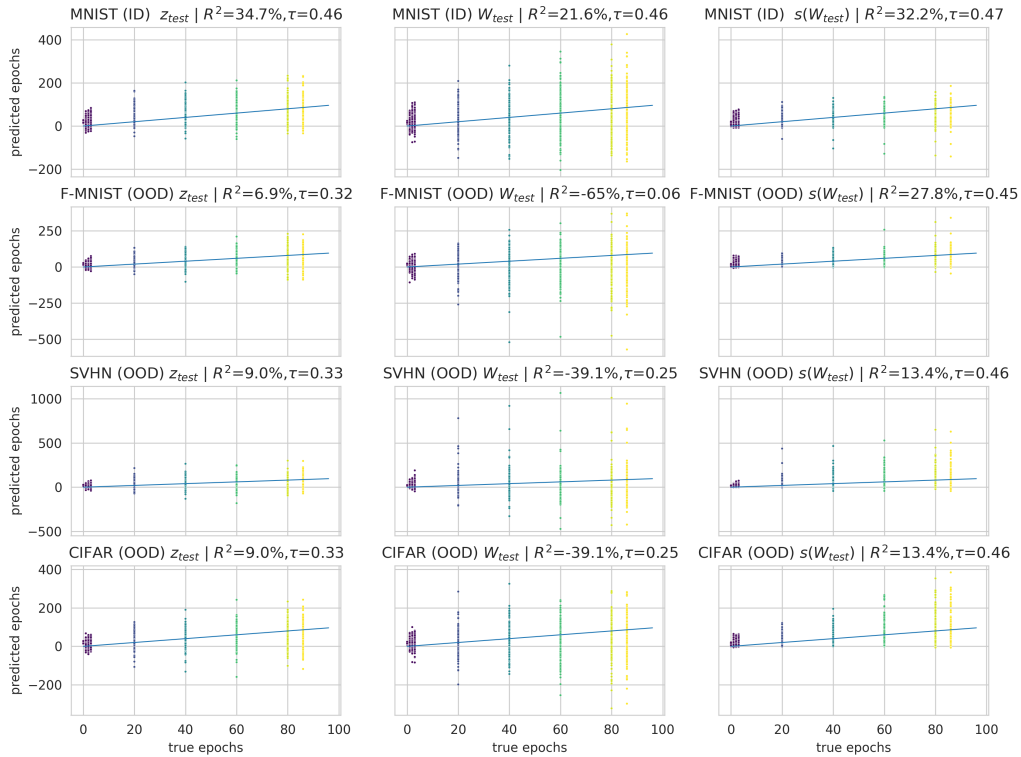 MNIST (ID) z_test | R²=34.7%,τ=0.46
MNIST (ID) W_test | R²=21.6%,τ=0.46
MNIST (ID) s(W_test) | R²=32.2%,τ=0.47
predicted epochs
400
200
0
−200
F-MNIST (OOD) z_test | R²=6.9%,τ=0.32
F-MNIST (OOD) W_test | R²=-65%,τ=0.06
F-MNIST (OOD) s(W_test) | R²=27.8%,τ=0.45
predicted epochs
250
0
−250
−500
SVHN (OOD) z_test | R²=9.0%,τ=0.33
SVHN (OOD) W_test | R²=-39.1%,τ=0.25
SVHN (OOD) s(W_test) | R²=13.4%,τ=0.46
predicted epochs
1000
500
0
−500
CIFAR (OOD) z_test | R²=9.0%,τ=0.33
CIFAR (OOD) W_test | R²=-39.1%,τ=0.25
CIFAR (OOD) s(W_test) | R²=13.4%,τ=0.46
predicted epochs
400
200
0
−200
0 20 40 60 80 100
0 20 40 60 80 100
0 20 40 60 80 100
true epochs
true epochs
true epochs